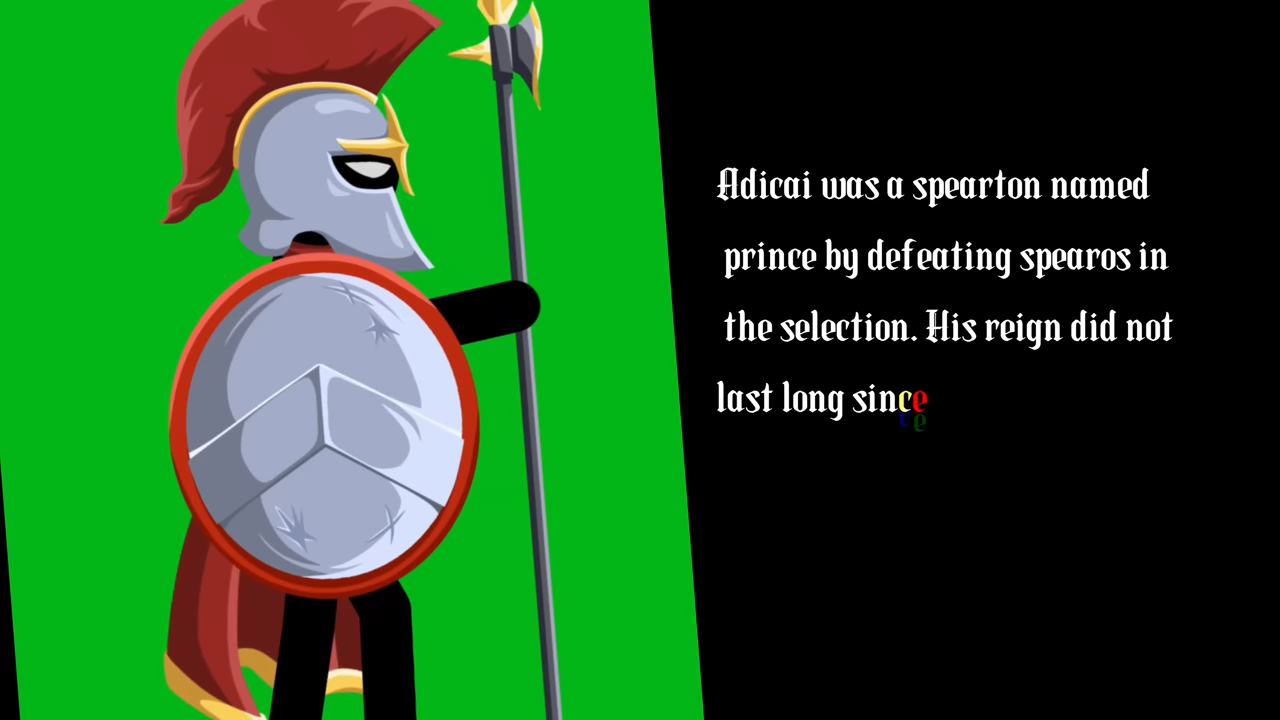 Adicai was a spearton named
prince by defeating spearos in
the selection. His reign did not
last long since